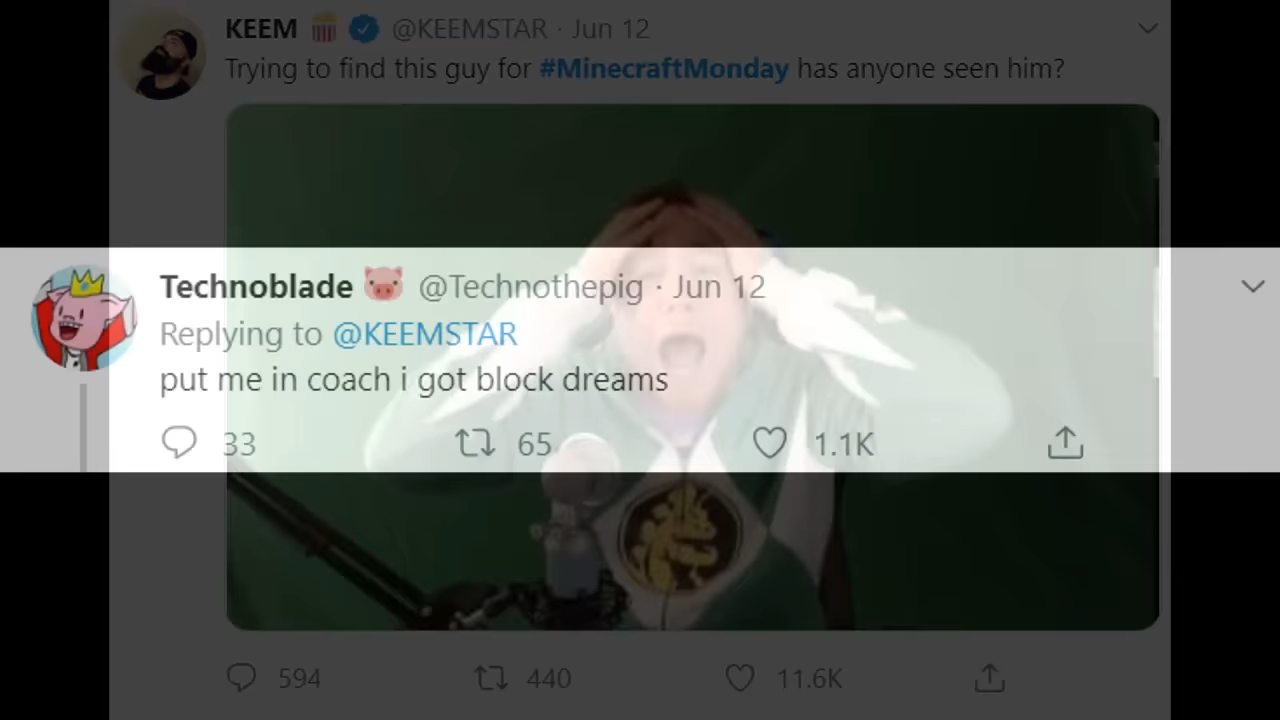 KEEM 🍿 @KEEMSTAR · Jun 12
Trying to find this guy for #MinecraftMonday has anyone seen him?
Technoblade 🐷 @Technothepig · Jun 12
Replying to @KEEMSTAR
put me in coach i got block dreams
33 65 1.1K
594 440 11.6K